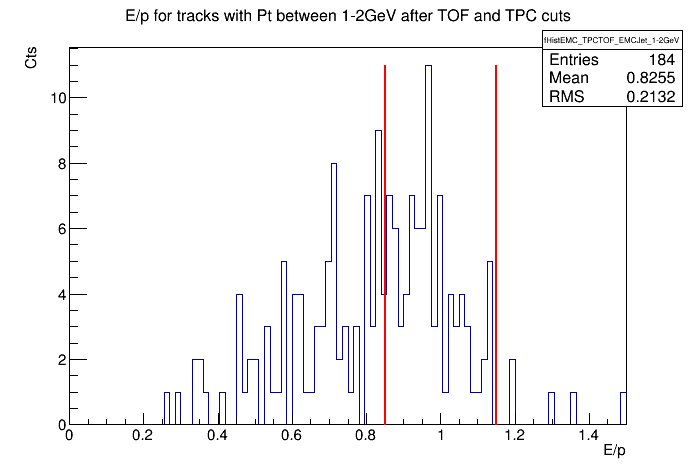 E/p for tracks with Pt between 1-2GeV after TOF and TPC cuts
fHistEMC_TPCTOF_EMCJet_1-2GeV
Entries 184
Mean 0.8255
RMS 0.2132
Cts
10
8
6
4
2
0
0 0.2 0.4 0.6 0.8 1 1.2 1.4
E/p